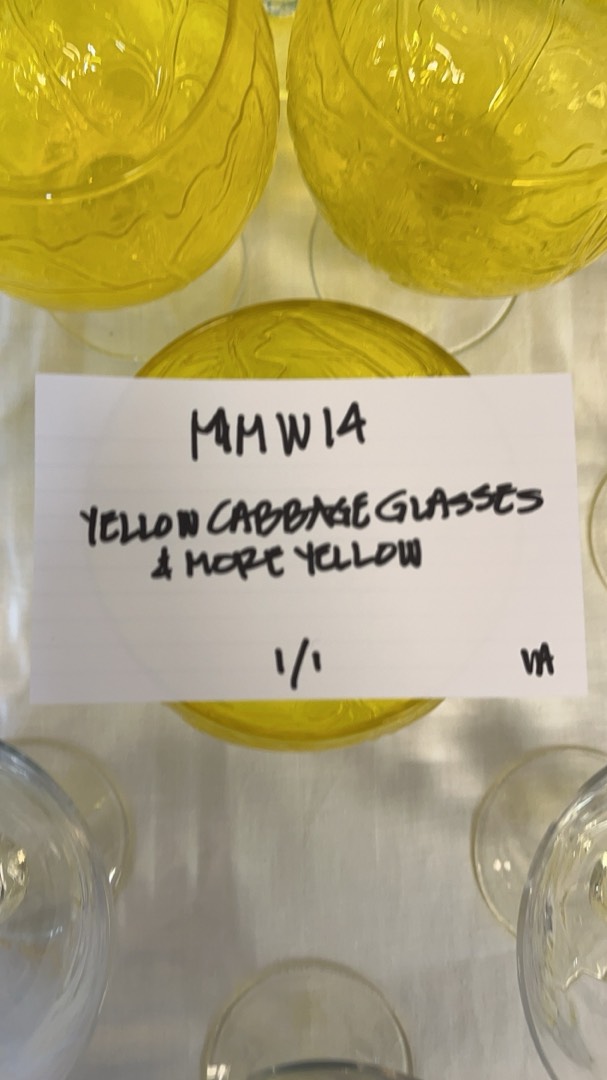 MMW14
YELLOW CABBAGE GLASSES
& MORE YELLOW
1/1
VA